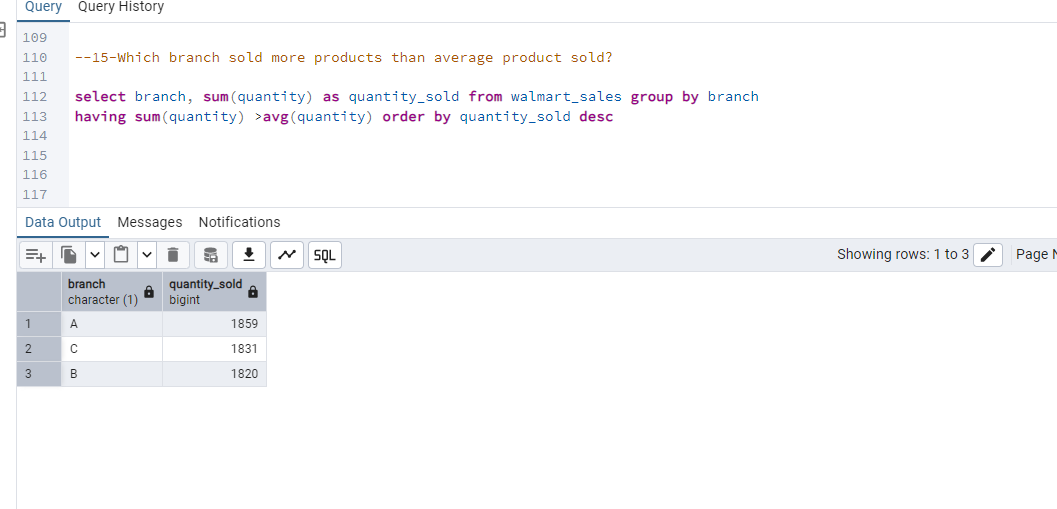 Query Query History
109
110 --15-Which branch sold more products than average product sold?
111
112 select branch, sum(quantity) as quantity_sold from walmart_sales group by branch
113 having sum(quantity) >avg(quantity) order by quantity_sold desc
114
115
116
117
Data Output Messages Notifications
SQL Showing rows: 1 to 3 Page N
branch quantity_sold
character (1) bigint
1 A 1859
2 C 1831
3 B 1820